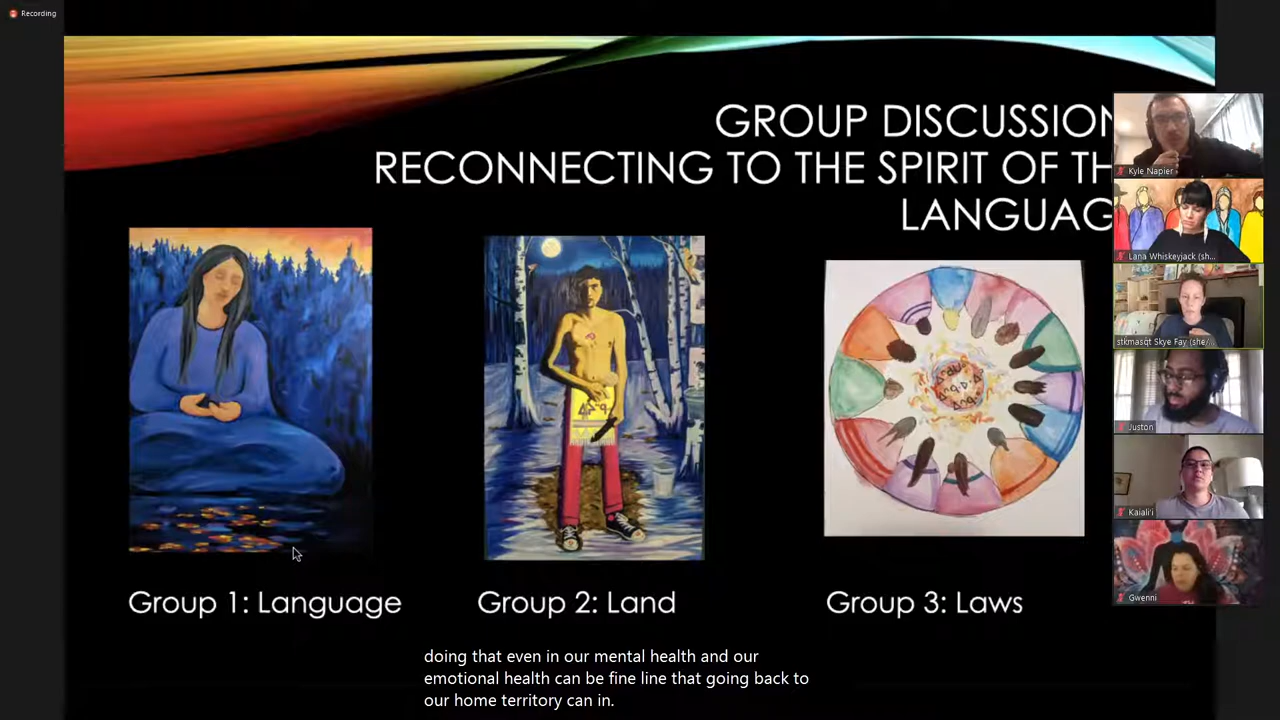 Recording
GROUP DISCUSSION
RECONNECTING TO THE SPIRIT OF TH
LANGUAG
Kyle Napier
Lana Whiskeyjack (sh...
stkmasqt Skye Fay (she/...
Juston
Kaiali'i
Gwenni
Group 1: Language
Group 2: Land
Group 3: Laws
doing that even in our mental health and our
emotional health can be fine line that going back to
our home territory can in.